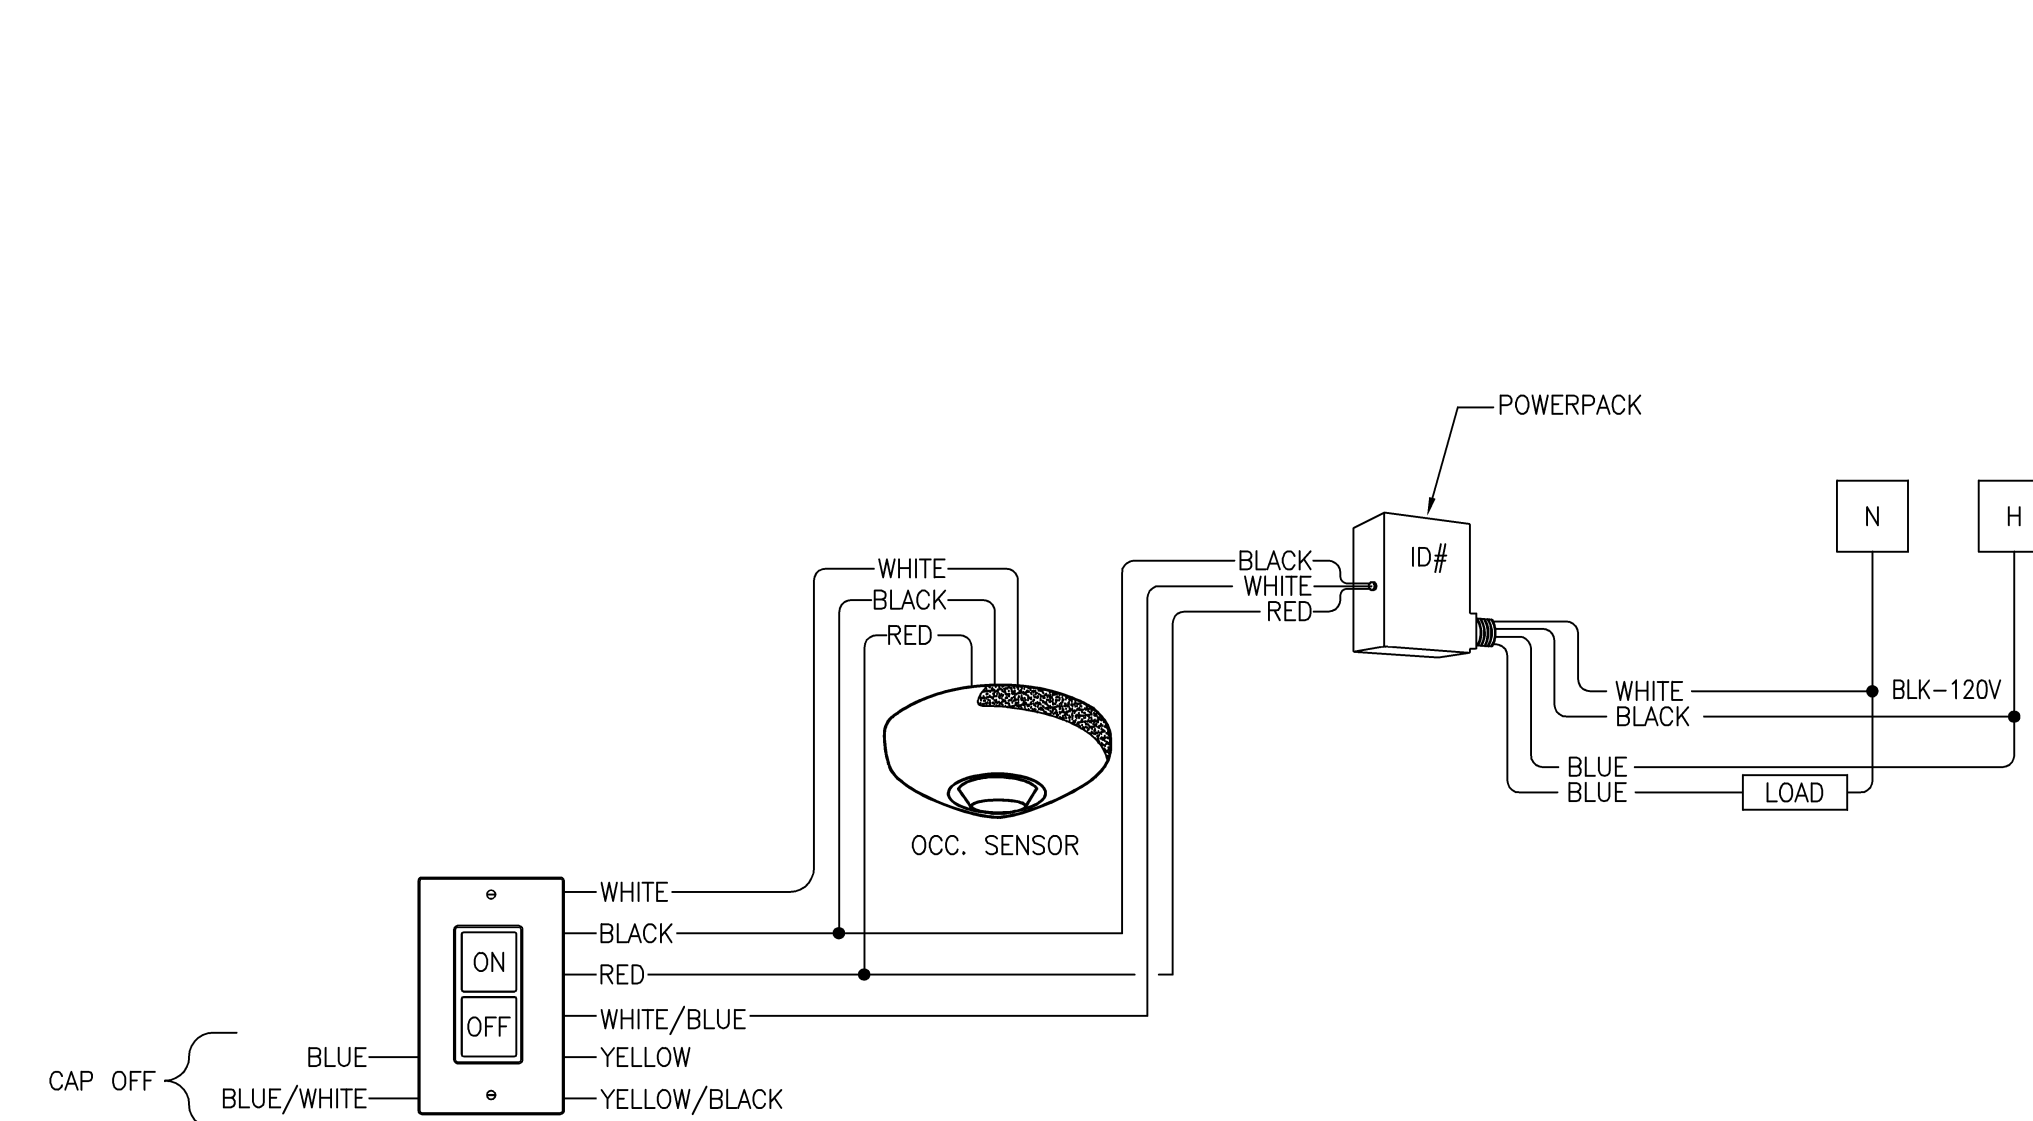 POWERPACK
N
H
ID#
BLACK
WHITE
WHITE
RED
BLACK
RED
WHITE
BLK-120V
BLACK
BLUE
BLUE
LOAD
OCC. SENSOR
WHITE
BLACK
ON
RED
WHITE/BLUE
OFF
BLUE
YELLOW
CAP OFF
BLUE/WHITE
YELLOW/BLACK